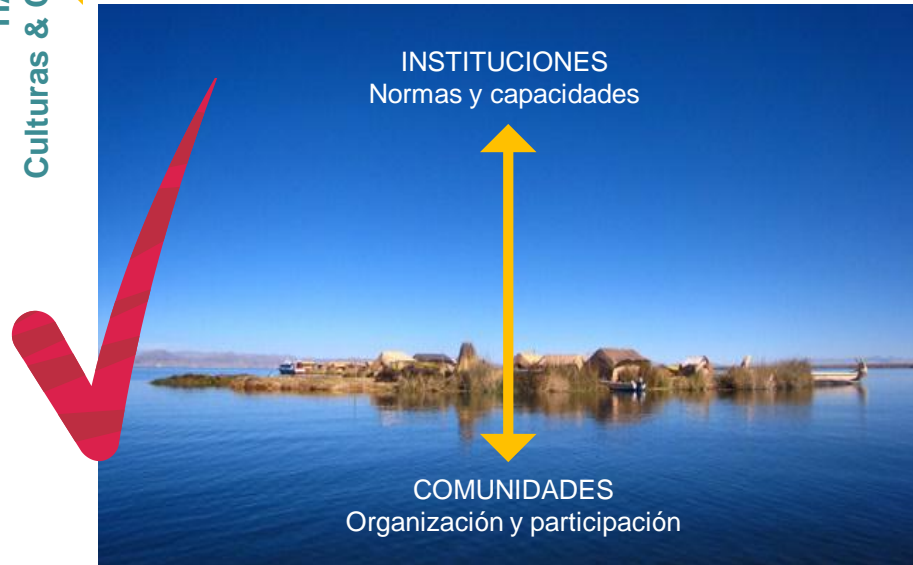 Culturas &
INSTITUCIONES
Normas y capacidades
COMUNIDADES
Organización y participación